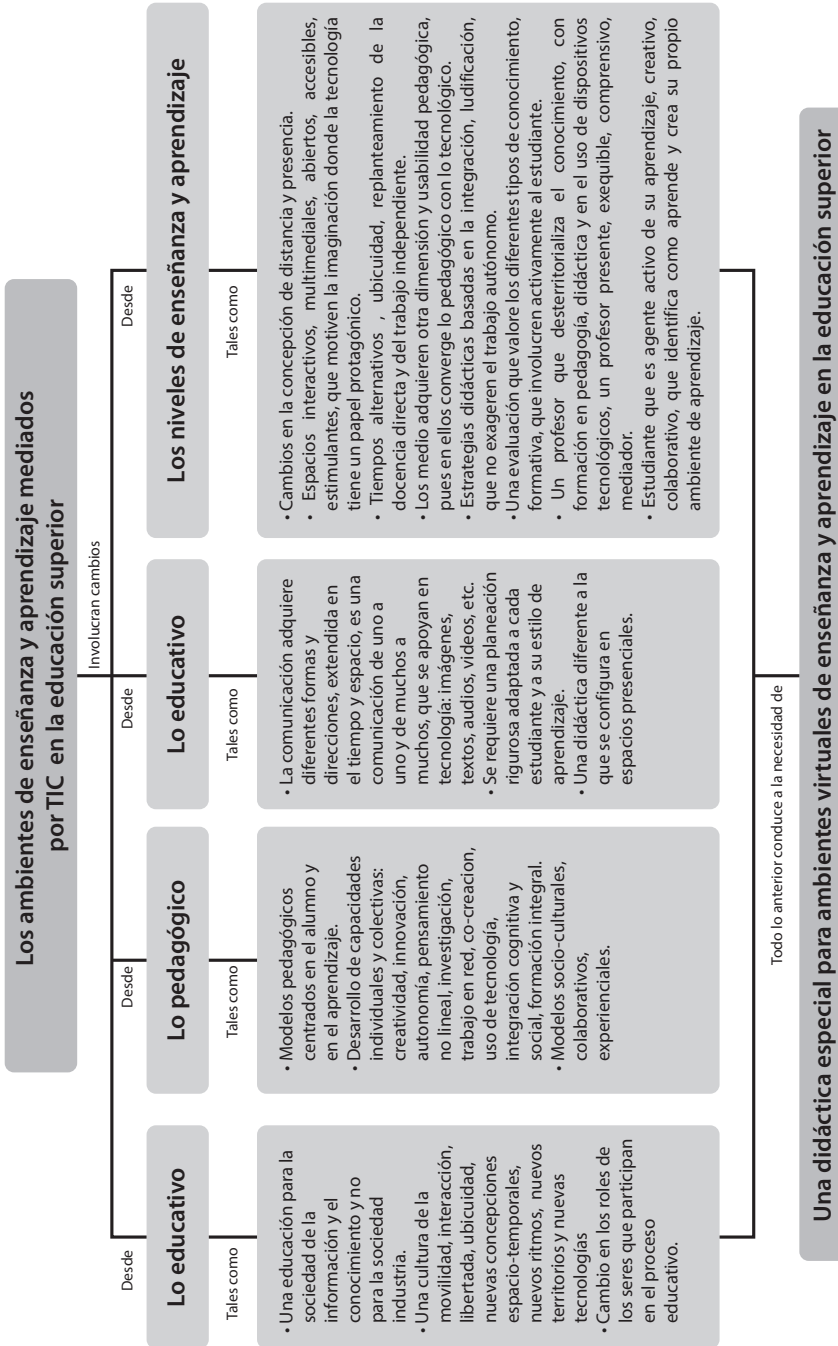 Los ambientes de enseñanza y aprendizaje mediados
por TIC en la educación superior
Involucran cambios
Desde
Lo educativo
Tales como
• Una educación para la
sociedad de la
información y el
conocimiento y no
para la sociedad
industria.
• Una cultura de la
movilidad, interacción,
libertada, ubicuidad,
nuevas concepciones
espacio-temporales,
nuevos ritmos, nuevos
territorios y nuevas
tecnologías
• Cambio en los roles de
los seres que participan
en el proceso
educativo.
Desde
Lo pedagógico
Tales como
• Modelos pedagógicos
centrados en el alumno y
en el aprendizaje.
• Desarrollo de capacidades
individuales y colectivas:
creatividad, innovación,
autonomía, pensamiento
no lineal, investigación,
trabajo en red, co-creacion,
uso de tecnología,
integración cognitiva y
social, formación integral.
• Modelos socio-culturales,
colaborativos,
experienciales.
Desde
Lo educativo
Tales como
• La comunicación adquiere
diferentes formas y
direcciones, extendida en
el tiempo y espacio, es una
comunicación de uno a
uno y de muchos a
muchos, que se apoyan en
tecnología: imágenes,
textos, audios, videos, etc.
• Se requiere una planeación
rigurosa adaptada a cada
estudiante y a su estilo de
aprendizaje.
• Una didáctica diferente a la
que se configura en
espacios presenciales.
Desde
Los niveles de enseñanza y aprendizaje
Tales como
• Cambios en la concepción de distancia y presencia.
• Espacios interactivos, multimediales, abiertos, accesibles,
estimulantes, que motiven la imaginación donde la tecnología
tiene un papel protagónico.
• Tiempos alternativos , ubicuidad, replanteamiento de la
docencia directa y del trabajo independiente.
• Los medio adquieren otra dimensión y usabilidad pedagógica,
pues en ellos converge lo pedagógico con lo tecnológico.
• Estrategias didácticas basadas en la integración, ludificación,
que no exageren el trabajo autónomo.
• Una evaluación que valore los diferentes tipos de conocimiento,
formativa, que involucren activamente al estudiante.
• Un profesor que desterritorializa el conocimiento, con
formación en pedagogía, didáctica y en el uso de dispositivos
tecnológicos, un profesor presente, exequible, comprensivo,
mediador.
• Estudiante que es agente activo de su aprendizaje, creativo,
colaborativo, que identifica como aprende y crea su propio
ambiente de aprendizaje.
Todo lo anterior conduce a la necesidad de
Una didáctica especial para ambientes virtuales de enseñanza y aprendizaje en la educación superior